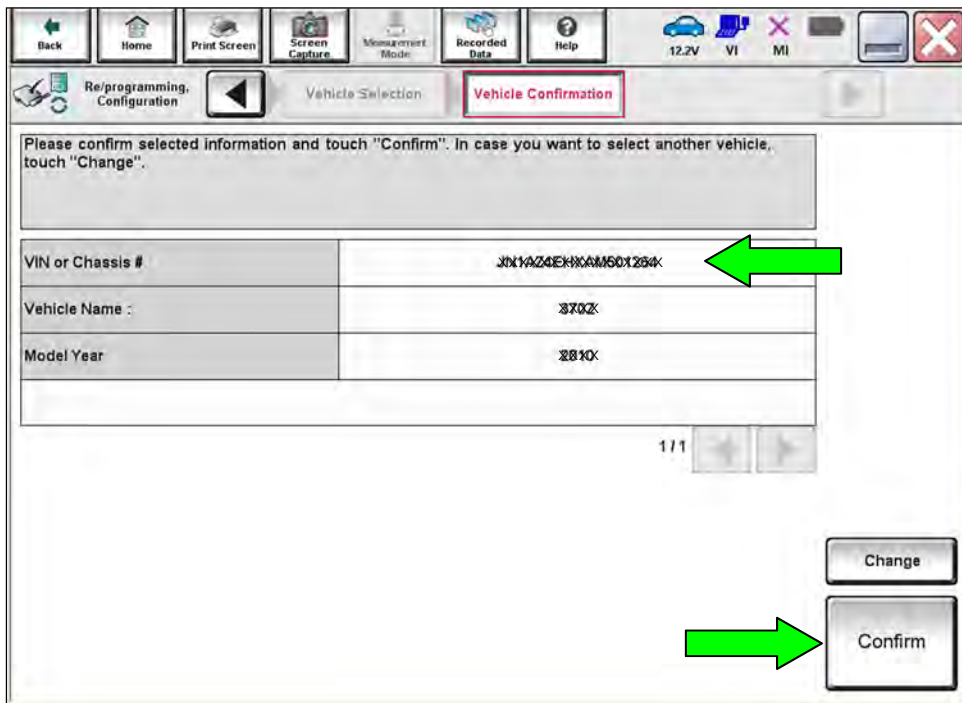 Back
Home
Print Screen
Screen
Capture
Measurement
Mode
Recorded
Data
Help
12.2V
VI
MI
Re/programming,
Configuration
Vehicle Selection
Vehicle Confirmation
Please confirm selected information and touch "Confirm". In case you want to select another vehicle,
touch "Change".
VIN or Chassis #
Vehicle Name :
Model Year
1/1
Change
Confirm